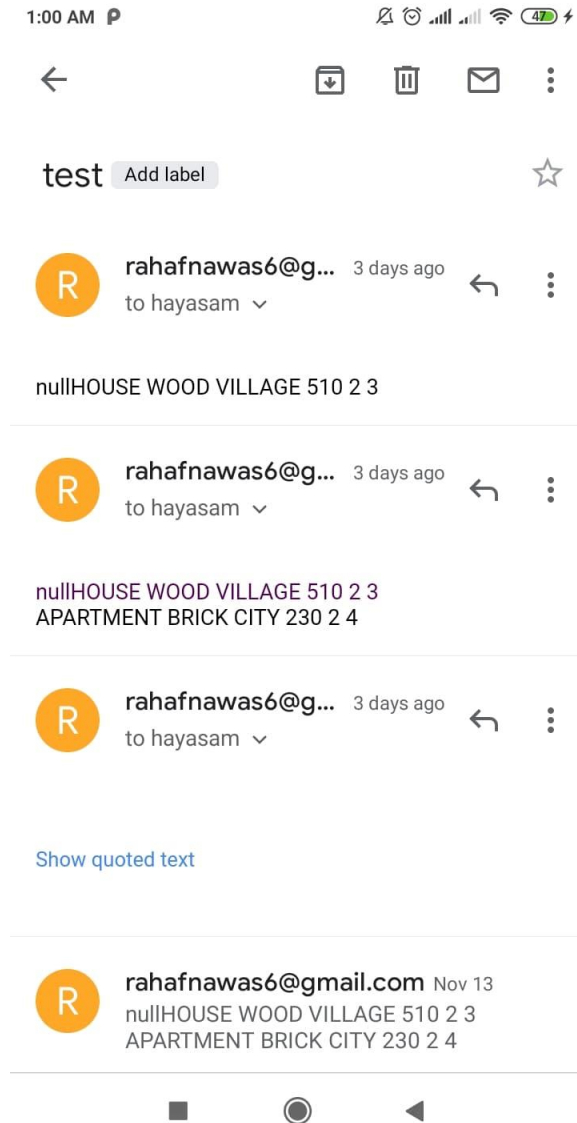 1:00 AM
47
test Add label
R
rahafnawas6@g... 3 days ago
to hayasam
nullHOUSE WOOD VILLAGE 510 2 3
R
rahafnawas6@g... 3 days ago
to hayasam
nullHOUSE WOOD VILLAGE 510 2 3
APARTMENT BRICK CITY 230 2 4
R
rahafnawas6@g... 3 days ago
to hayasam
Show quoted text
R
rahafnawas6@gmail.com Nov 13
nullHOUSE WOOD VILLAGE 510 2 3
APARTMENT BRICK CITY 230 2 4